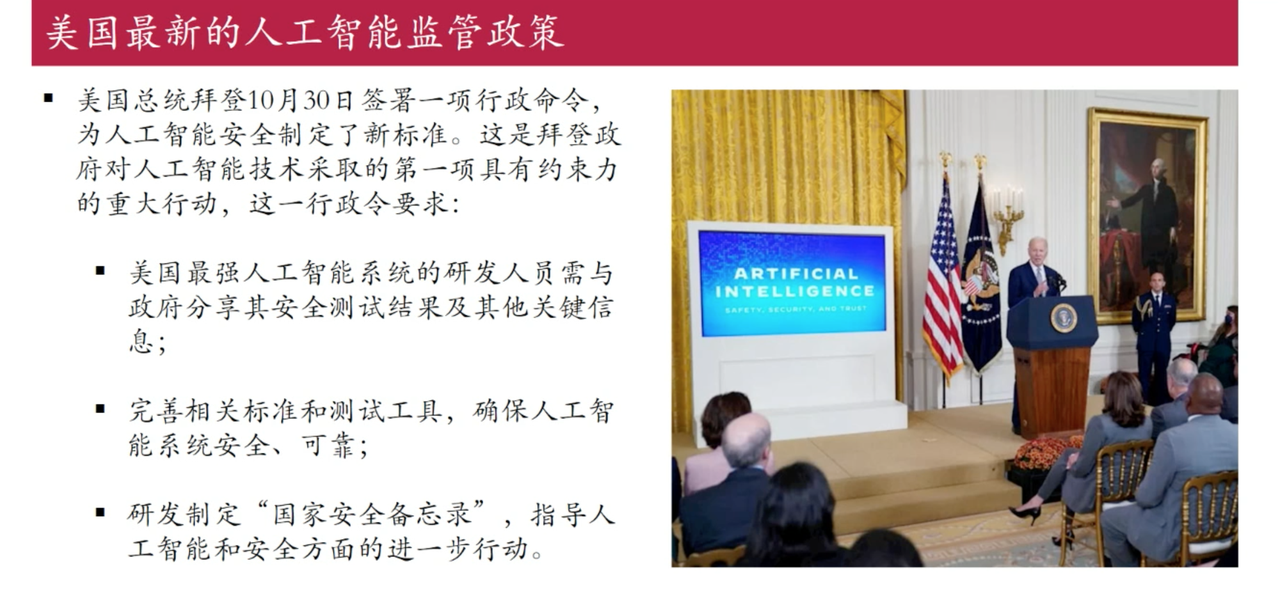 美国最新的人工智能监管政策
▪ 美国总统拜登10月30日签署一项行政命令，
为人工智能安全制定了新标准。这是拜登政
府对人工智能技术采取的第一项具有约束力
的重大行动，这一行政令要求：
▪ 美国最强人工智能系统的研发人员需与
政府分享其安全测试结果及其他关键信
息；
▪ 完善相关标准和测试工具，确保人工智
能系统安全、可靠；
▪ 研发制定“国家安全备忘录”，指导人
工智能和安全方面的进一步行动。
ARTIFICIAL
INTELLIGENCE
SAFETY, SECURITY, AND TRUST